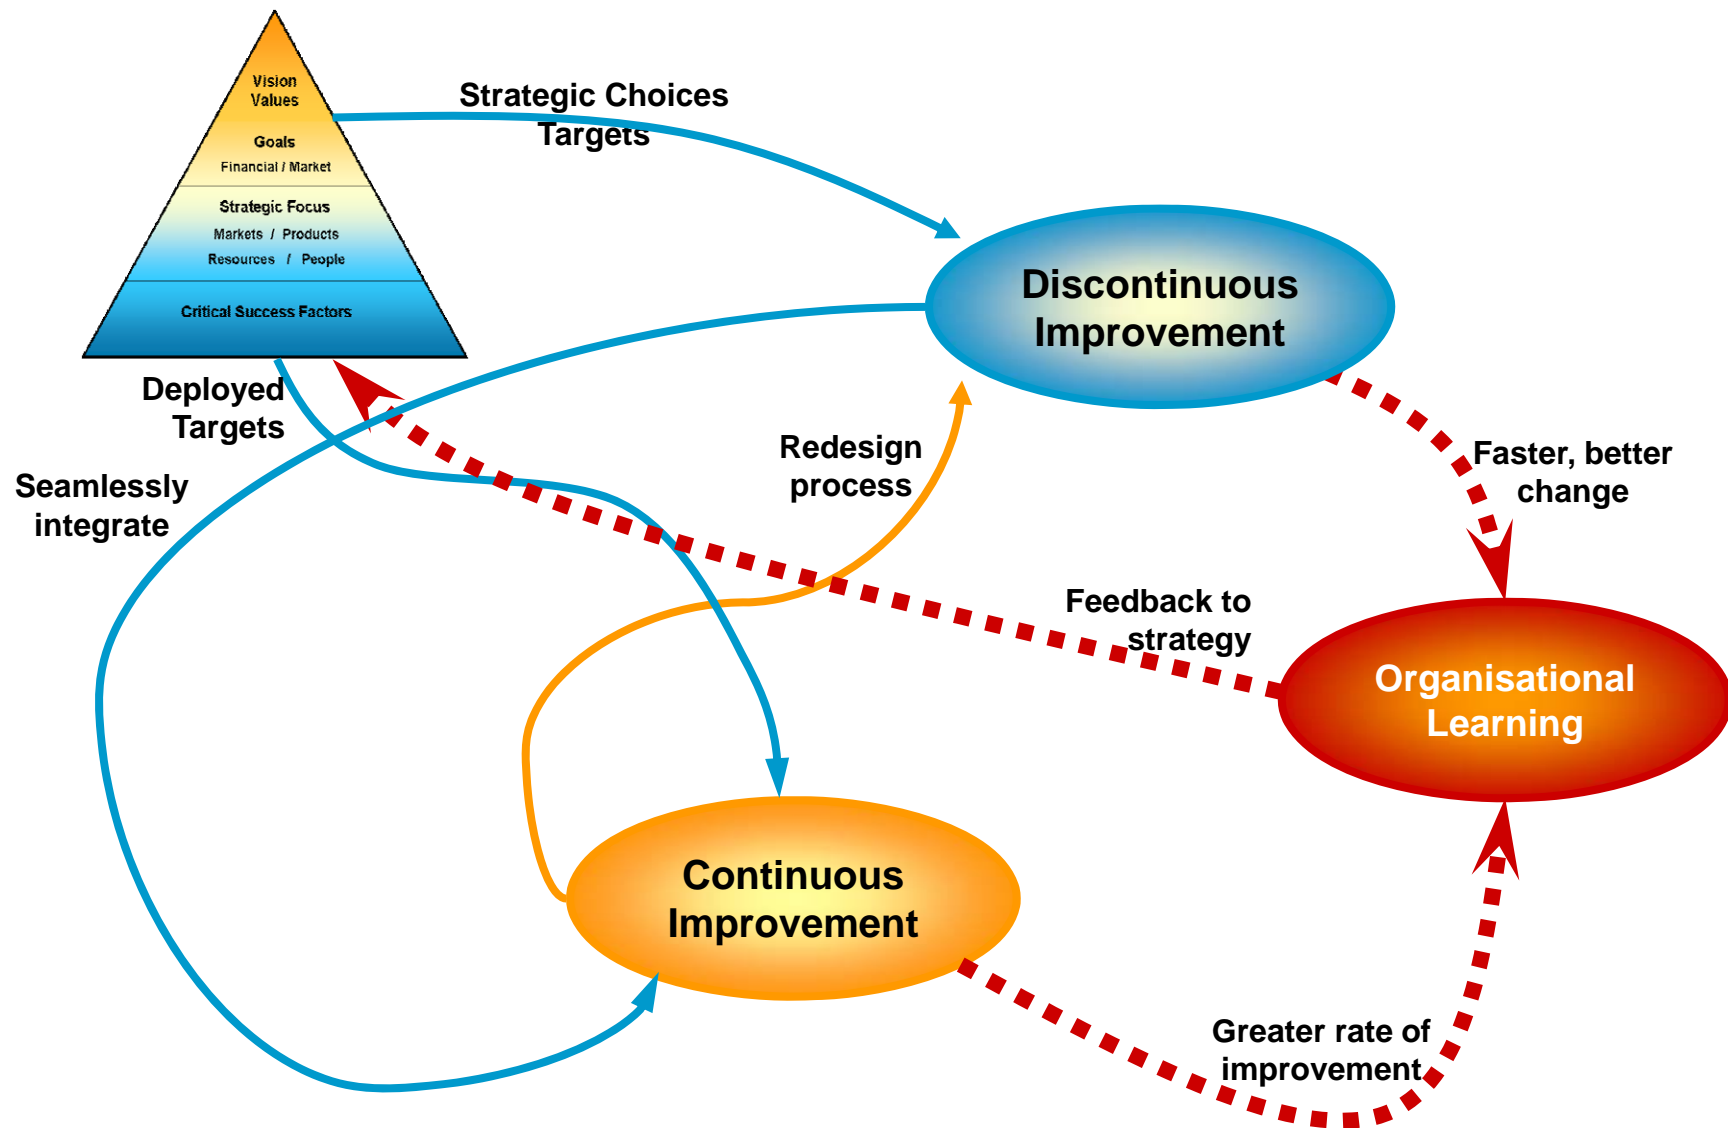 Vision
Values
Goals
Financial / Market
Strategic Focus
Markets / Products
Resources / People
Critical Success Factors
Strategic Choices
Targets
Discontinuous
Improvement
Deployed
Targets
Seamlessly
integrate
Redesign
process
Faster, better
change
Feedback to
strategy
Organisational
Learning
Continuous
Improvement
Greater rate of
improvement